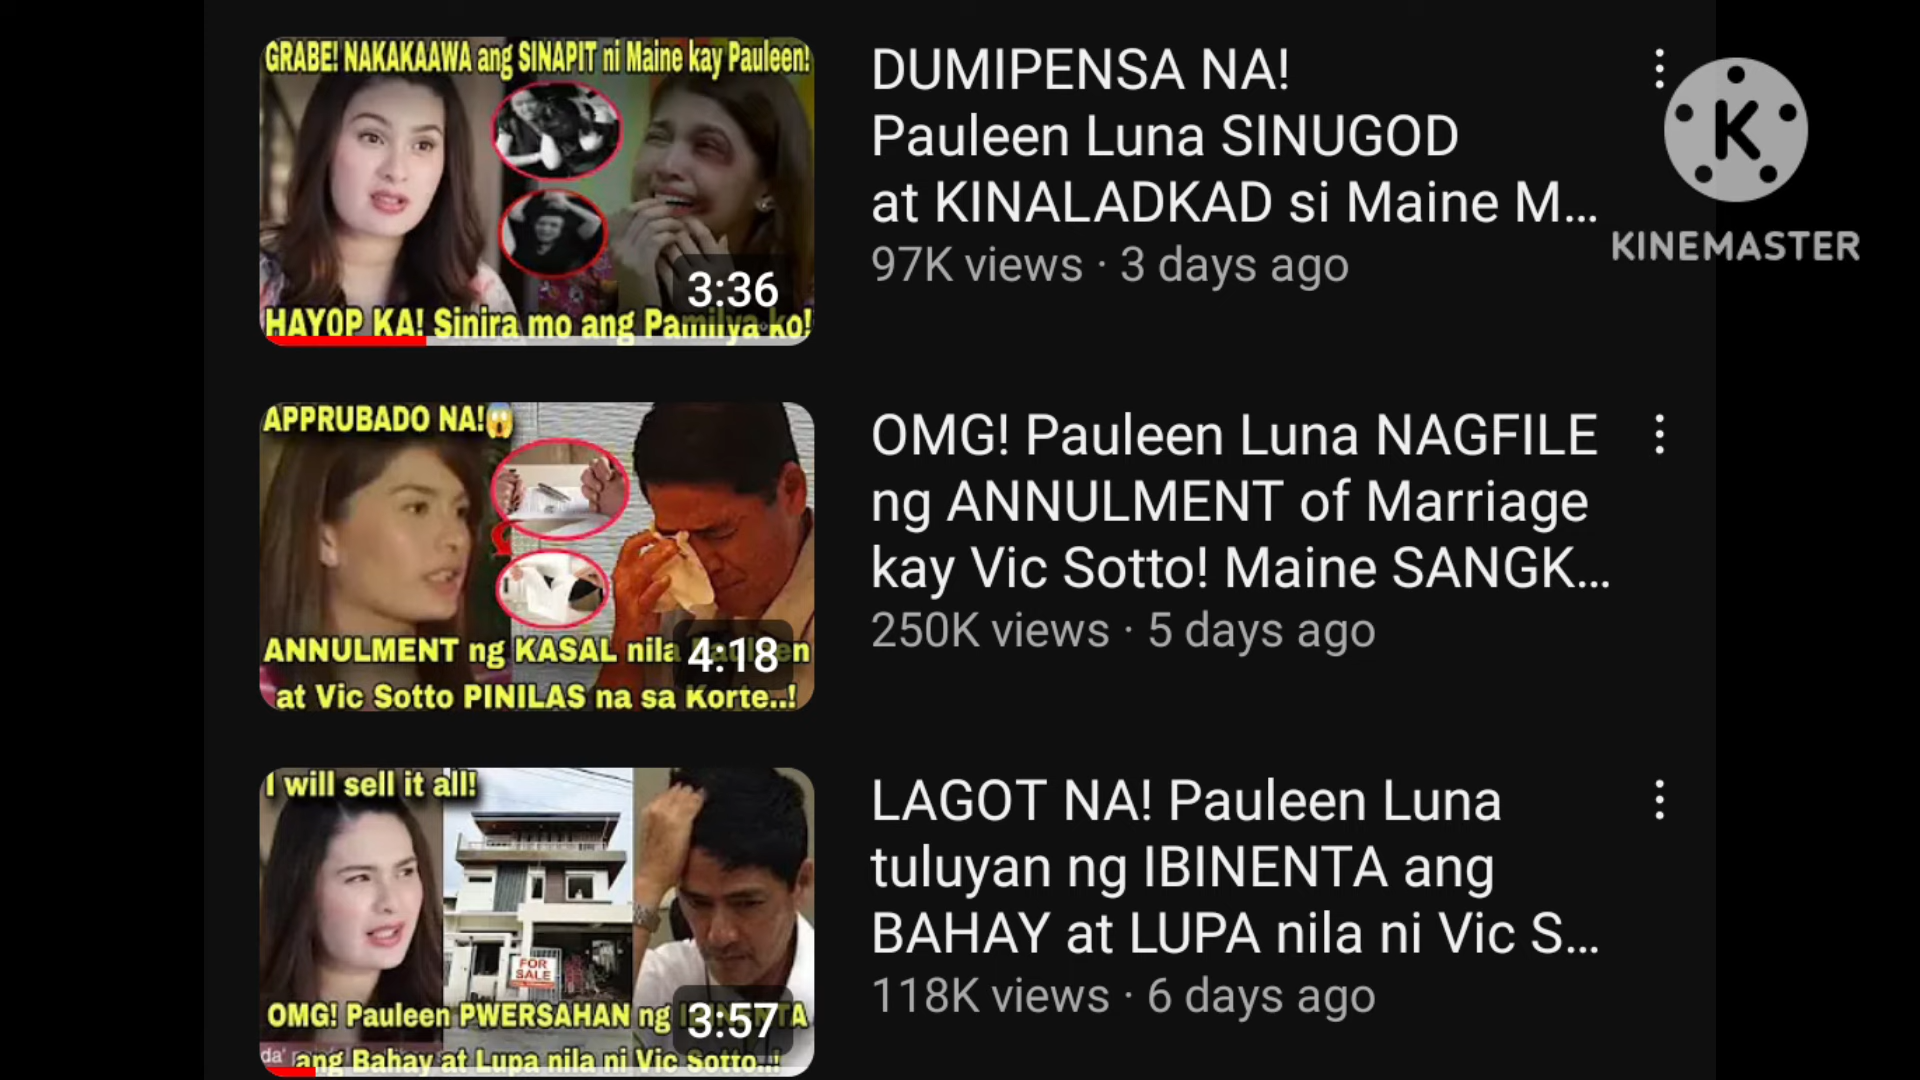 GRABE! NAKAKAAWA ang SINAPIT ni Maine kay Pauleen!
3:36
HAYOP KA! Sinira mo ang Pamilya ko!
DUMIPENSA NA!
Pauleen Luna SINUGOD
at KINALADKAD si Maine M...
97K views · 3 days ago
K
KINEMASTER
APPRUBADO NA!
ANNULMENT ng KASAL nila Pauleen
4:18
at Vic Sotto PINILAS na sa Korte..!
OMG! Pauleen Luna NAGFILE
ng ANNULMENT of Marriage
kay Vic Sotto! Maine SANGK...
250K views · 5 days ago
I will sell it all!
FOR
SALE
OMG! Pauleen PWERSAHAN ng IBINENTA
3:57
ang Bahay at Lupa nila ni Vic Sotto..!
LAGOT NA! Pauleen Luna
tuluyan ng IBINENTA ang
BAHAY at LUPA nila ni Vic S...
118K views · 6 days ago